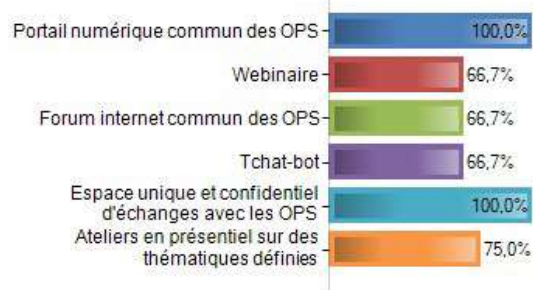 Portail numérique commun des OPS 100,0%
Webinaire 66,7%
Forum internet commun des OPS 66,7%
Tchat-bot 66,7%
Espace unique et confidentiel
d'échanges avec les OPS 100,0%
Ateliers en présentiel sur des
thématiques définies 75,0%